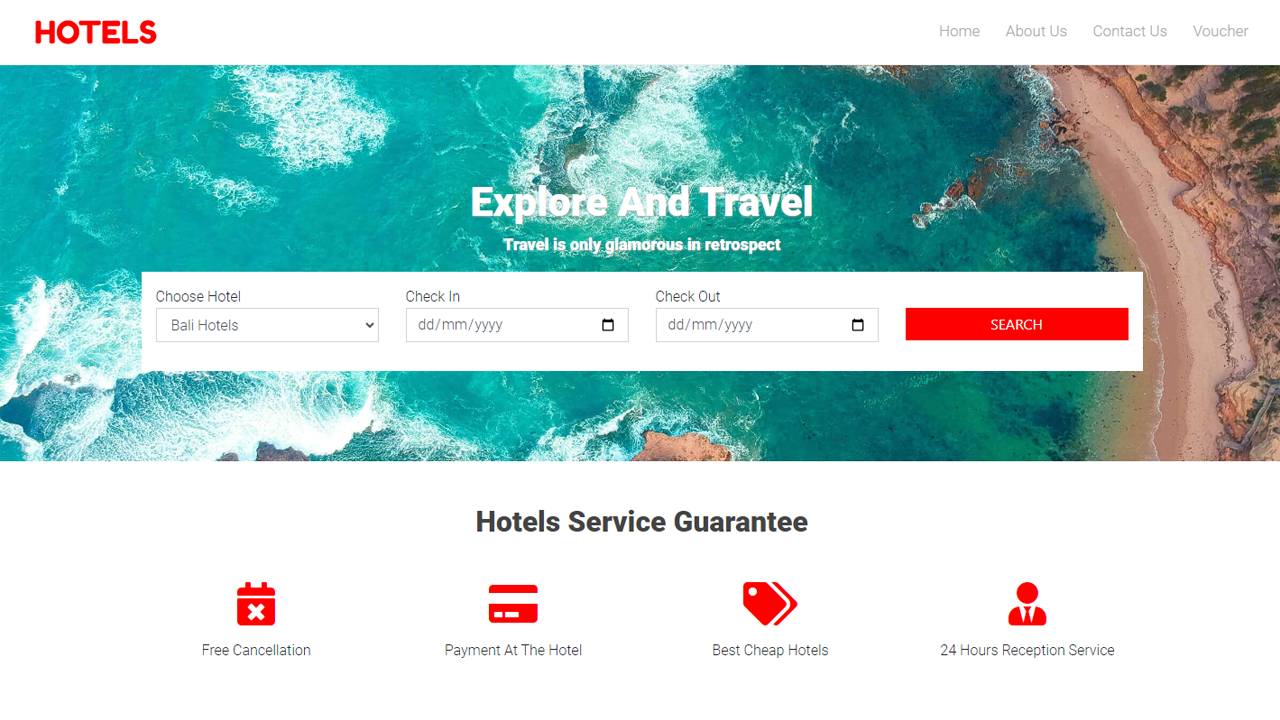 HOTELS
Home About Us Contact Us Voucher
Explore And Travel
Travel is only glamorous in retrospect
Choose Hotel Check In Check Out
Bali Hotels dd/mm/yyyy dd/mm/yyyy SEARCH
Hotels Service Guarantee
Free Cancellation Payment At The Hotel Best Cheap Hotels 24 Hours Reception Service